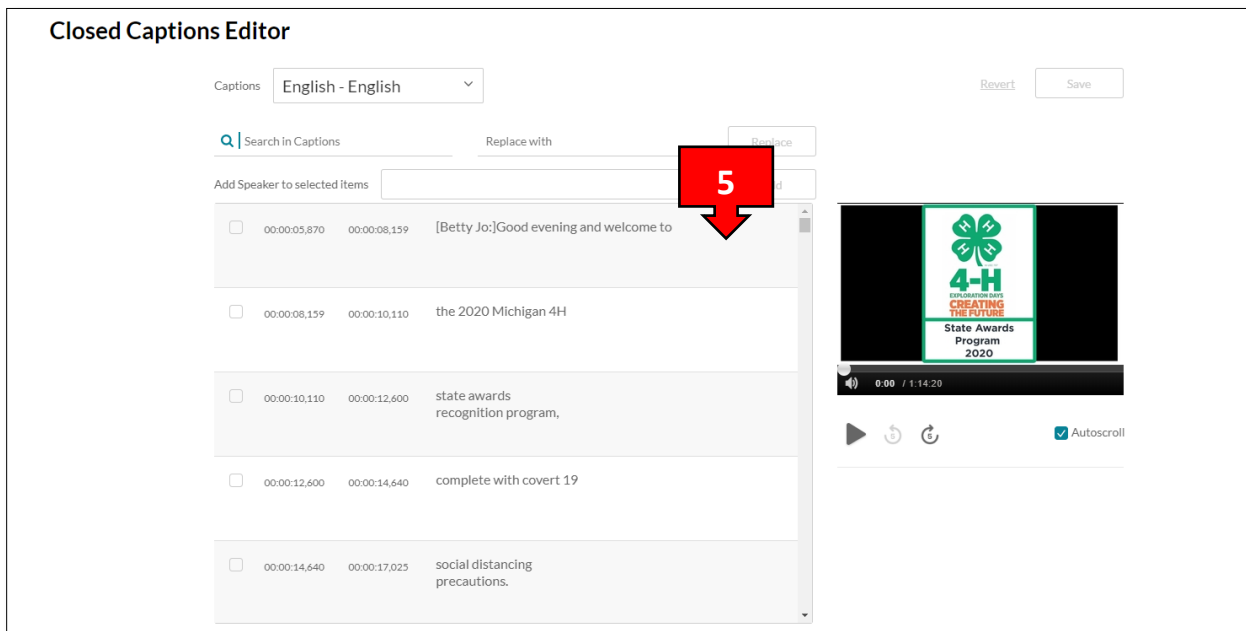 Closed Captions Editor
Captions
English - English
Revert
Save
Search in Captions
Replace with
Replace
Add Speaker to selected items
5
00:00:05,870 00:00:08,159 [Betty Jo:]Good evening and welcome to
00:00:08,159 00:00:10,110 the 2020 Michigan 4H
00:00:10,110 00:00:12,600 state awards
recognition program,
00:00:12,600 00:00:14,640 complete with covert 19
00:00:14,640 00:00:17,025 social distancing
precautions.
H H
H H
4-H
EXPLORATION DAYS
CREATING
THE FUTURE
State Awards
Program
2020
0:00 / 1:14:20
5 5
Autoscroll